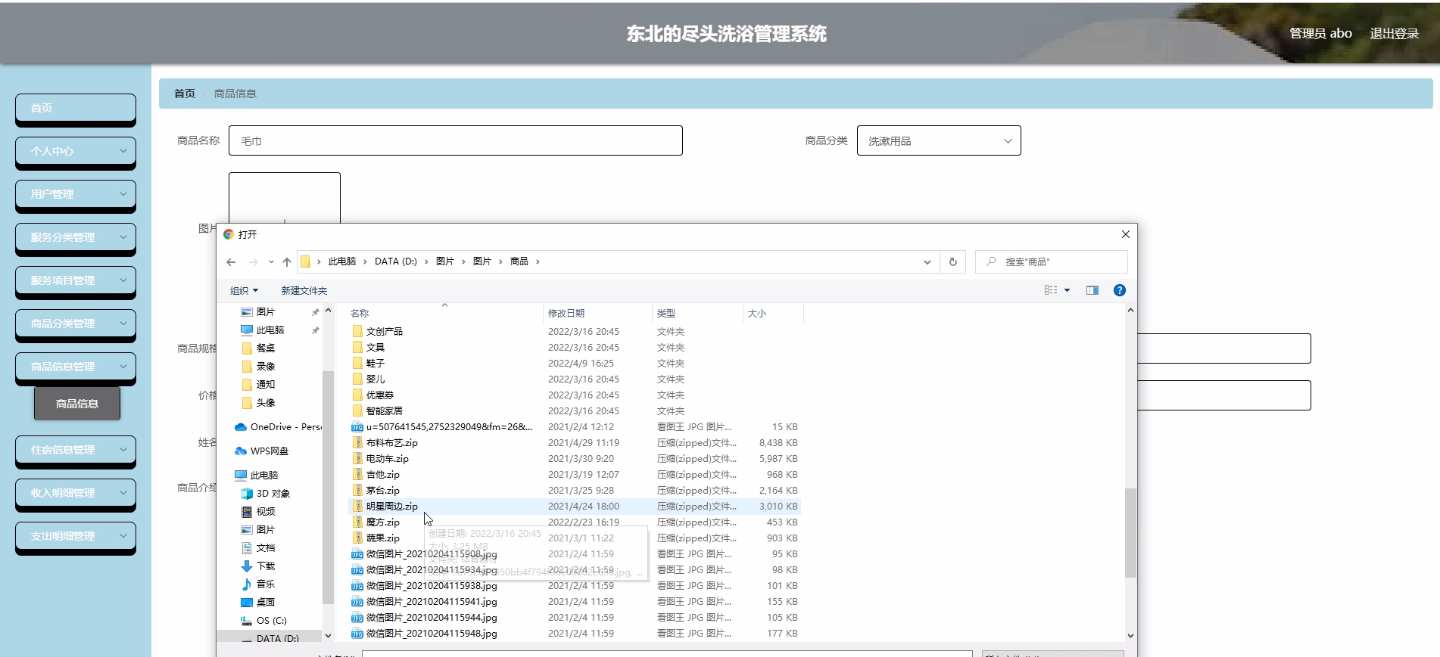 东北的尽头洗浴管理系统
管理员 abo 退出登录
首页
个人中心
用户管理
服务分类管理
服务项目管理
商品分类管理
商品信息管理
商品信息
住宿信息管理
收入明细管理
支出明细管理
首页 / 商品信息
商品名称 毛巾 商品分类 洗漱用品
图片
商品规格
价格
姓名
商品介绍
打开
此电脑 › DATA (D:) › 图片 › 图片 › 商品 ›
搜索"商品"
组织 新建文件夹
图片
此电脑
餐桌
录像
通知
头像
OneDrive - Perso
WPS网盘
此电脑
3D 对象
视频
图片
文档
下载
音乐
桌面
OS (C:)
DATA (D:)
名称 修改日期 类型 大小
文创产品 2022/3/16 20:45 文件夹
文具 2022/3/16 20:45 文件夹
鞋子 2022/4/9 16:25 文件夹
婴儿 2022/3/16 20:45 文件夹
优惠券 2022/3/16 20:45 文件夹
智能家居 2022/3/16 20:45 文件夹
u=507641545,2752329049&fm=26&... 2021/2/4 12:12 看图王 JPG 图片... 15 KB
布料布艺.zip 2021/4/29 11:19 压缩(zipped)文件... 8,438 KB
电动车.zip 2021/3/30 9:20 压缩(zipped)文件... 5,987 KB
吉他.zip 2021/3/19 12:07 压缩(zipped)文件... 968 KB
茅台.zip 2021/3/25 9:28 压缩(zipped)文件... 2,164 KB
明星周边.zip 2021/4/24 18:00 压缩(zipped)文件... 3,010 KB
魔方.zip 2022/2/23 16:19 压缩(zipped)文件... 453 KB
蔬果.zip 2021/3/1 11:22 压缩(zipped)文件... 903 KB
微信图片_20210204115908.jpg 2021/2/4 11:59 看图王 JPG 图片... 95 KB
微信图片_20210204115934.jpg 2021/2/4 11:59 看图王 JPG 图片... 98 KB
微信图片_20210204115938.jpg 2021/2/4 11:59 看图王 JPG 图片... 101 KB
微信图片_20210204115941.jpg 2021/2/4 11:59 看图王 JPG 图片... 155 KB
微信图片_20210204115944.jpg 2021/2/4 11:59 看图王 JPG 图片... 105 KB
微信图片_20210204115948.jpg 2021/2/4 11:59 看图王 JPG 图片... 177 KB
创建日期: 2022/3/16 20:45
大小: 3.25 MB